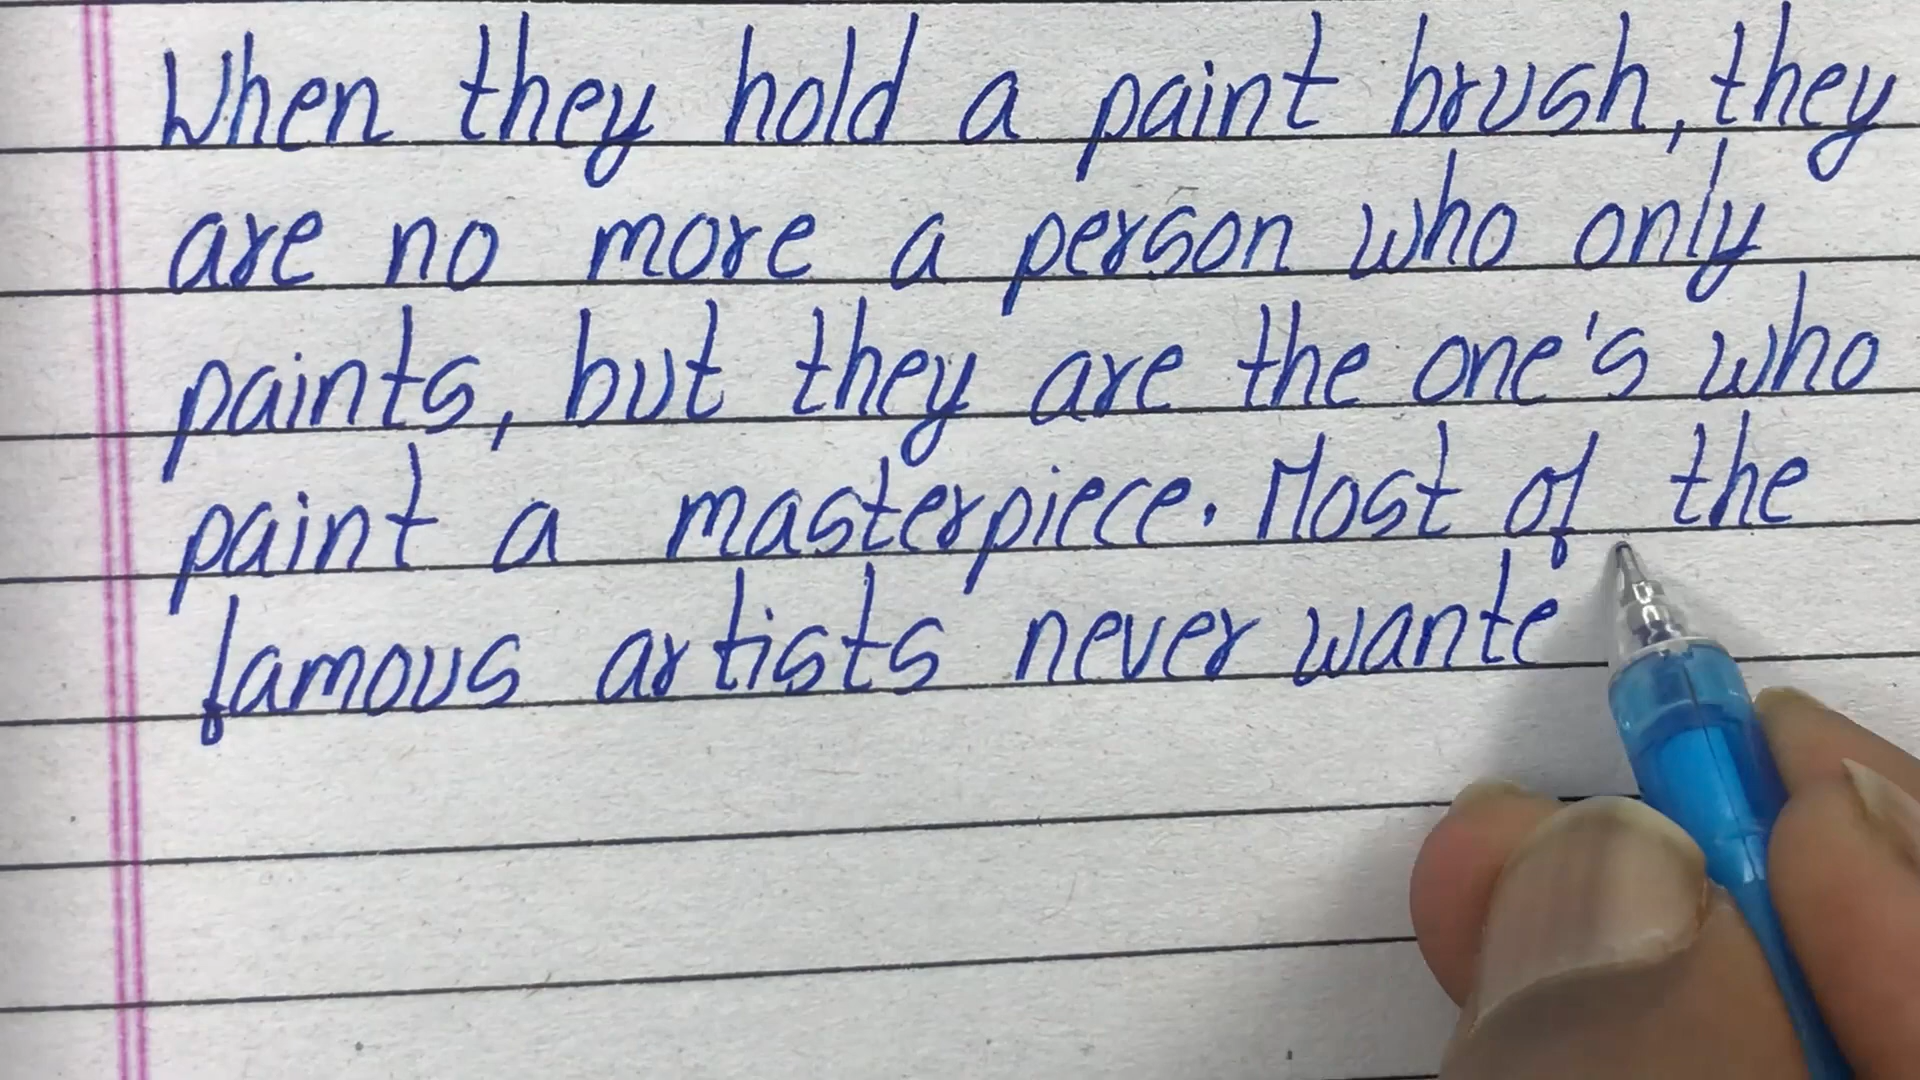 When they hold a paint brush, they
are no more a person who only
paints, but they are the one's who
paint a masterpiece. Most of the
famous artists never wante